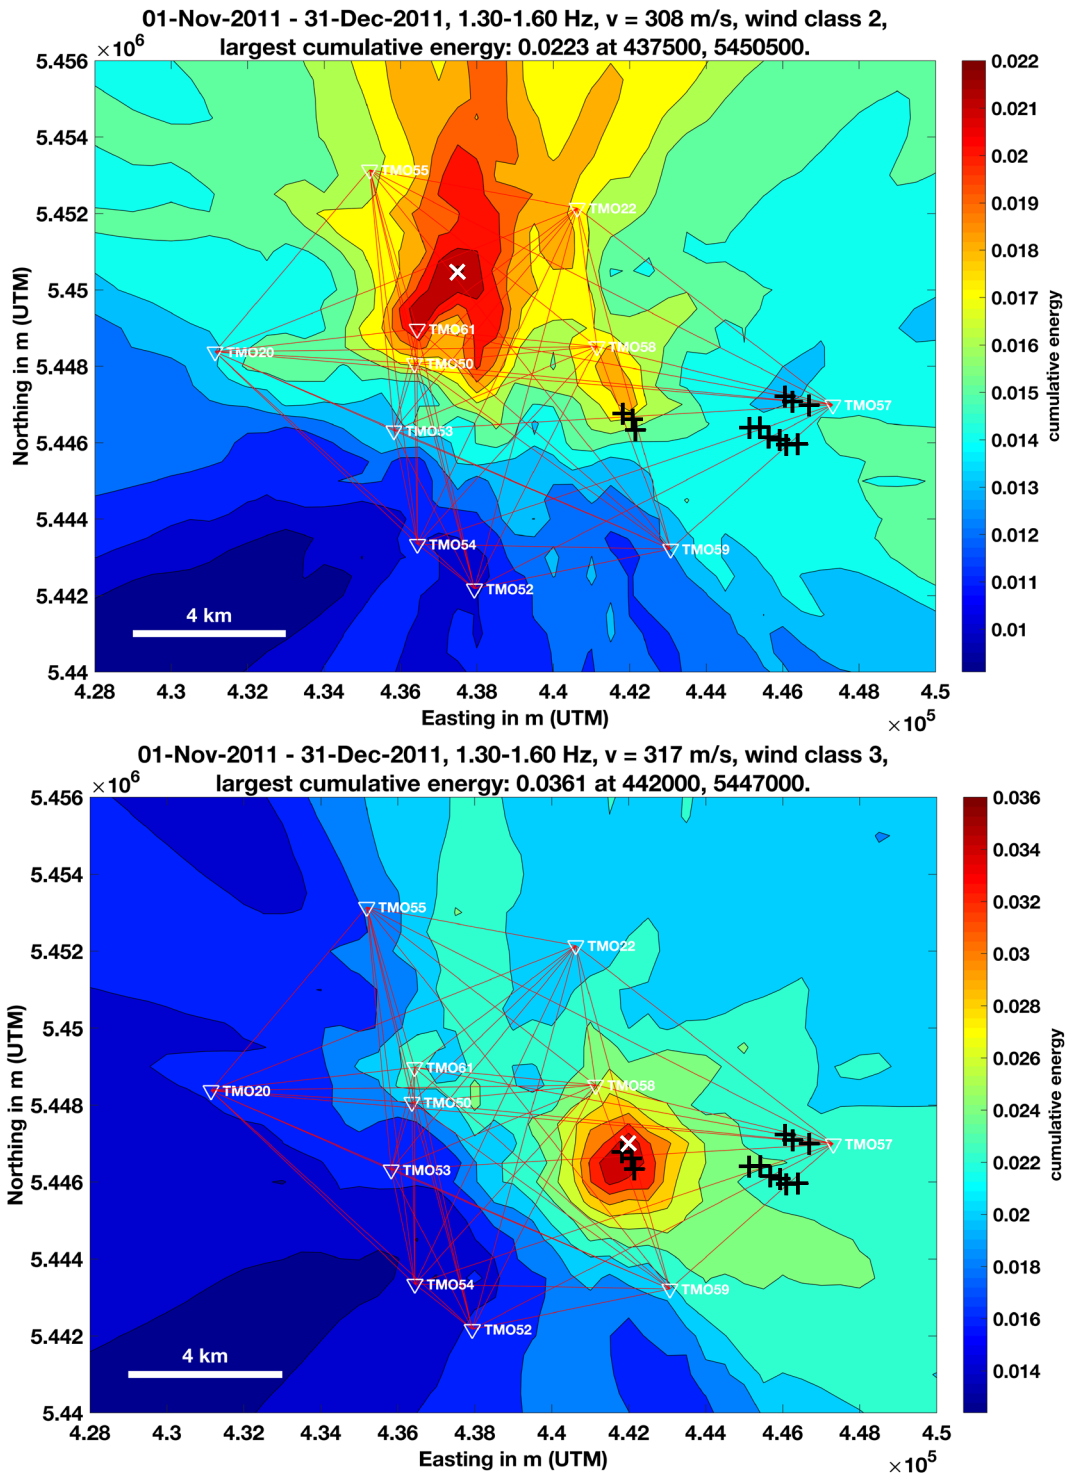 01-Nov-2011 - 31-Dec-2011, 1.30-1.60 Hz, v = 308 m/s, wind class 2,
largest cumulative energy: 0.0223 at 437500, 5450500.
×10⁶
5.456
5.454
5.452
5.45
5.448
5.446
5.444
5.442
5.44
Northing in m (UTM)
TMO55
TMO22
TMO61
TMO58
TMO20
TMO50
TMO57
TMO53
TMO54
TMO59
TMO52
4 km
4.28 4.3 4.32 4.34 4.36 4.38 4.4 4.42 4.44 4.46 4.48 4.5
Easting in m (UTM)
×10⁵
0.022
0.021
0.02
0.019
0.018
0.017
0.016
0.015
0.014
0.013
0.012
0.011
0.01
cumulative energy
01-Nov-2011 - 31-Dec-2011, 1.30-1.60 Hz, v = 317 m/s, wind class 3,
largest cumulative energy: 0.0361 at 442000, 5447000.
×10⁶
5.456
5.454
5.452
5.45
5.448
5.446
5.444
5.442
5.44
Northing in m (UTM)
TMO55
TMO22
TMO61
TMO58
TMO20
TMO50
TMO57
TMO53
TMO54
TMO59
TMO52
4 km
4.28 4.3 4.32 4.34 4.36 4.38 4.4 4.42 4.44 4.46 4.48 4.5
Easting in m (UTM)
×10⁵
0.036
0.034
0.032
0.03
0.028
0.026
0.024
0.022
0.02
0.018
0.016
0.014
cumulative energy